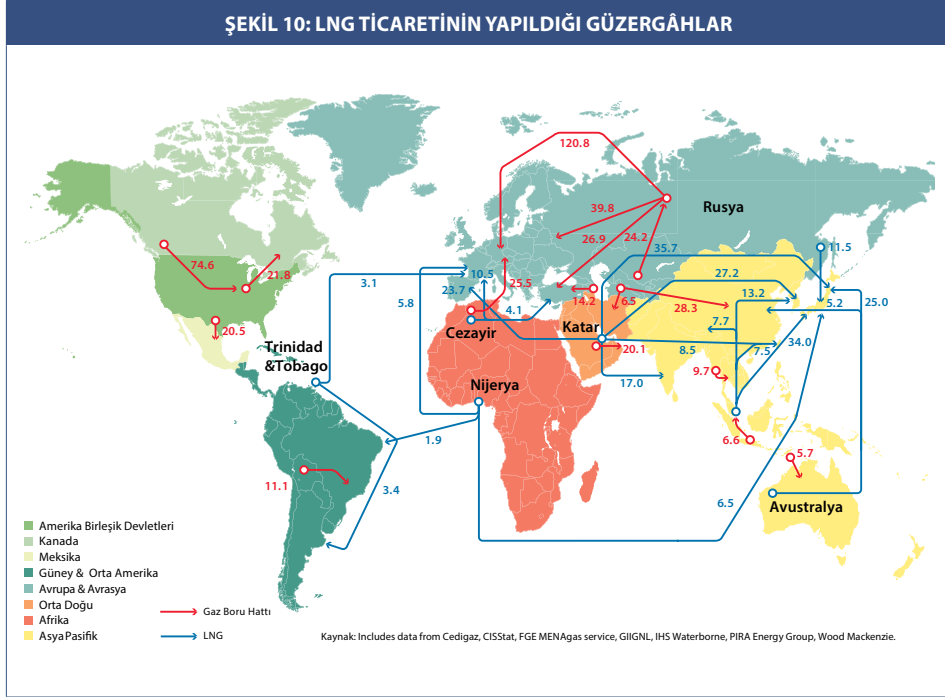 ŞEKİL 10: LNG TİCARETİNİN YAPILDIĞI GÜZERGÂHLAR
120.8
39.8
Rusya
26.9
24.2
35.7
11.5
74.6
21.8
3.1
10.5
27.2
5.8
23.7
25.5
13.2
14.2
6.5
28.3
5.2
25.0
20.5
4.1
Cezayir
Katar
7.7
34.0
Trinidad
&Tobago
20.1
8.5
7.5
Nijerya
17.0
9.7
1.9
6.6
5.7
11.1
3.4
6.5
Avustralya
Amerika Birleşik Devletleri
Kanada
Meksika
Güney & Orta Amerika
Avrupa & Avrasya
Orta Doğu
Afrika
AsyaPasifik
Gaz Boru Hattı
LNG
Kaynak: Includes data from Cedigaz, CISStat, FGE MENAgas service, GIIGNL, IHS Waterborne, PIRA Energy Group, Wood Mackenzie.